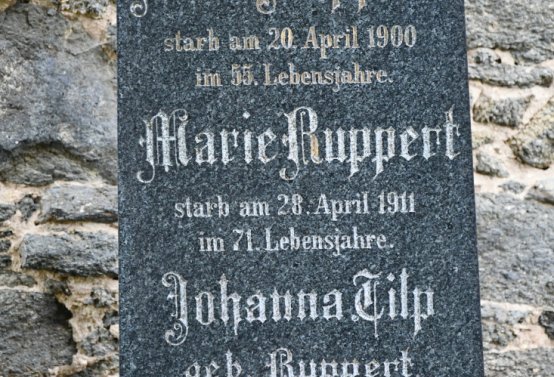 starb am 20. April 1900
im 55. Lebensjahre.
Marie Ruppert
starb am 28. April 1911
im 71. Lebensjahre.
Johanna Tilp
geb. Ruppert